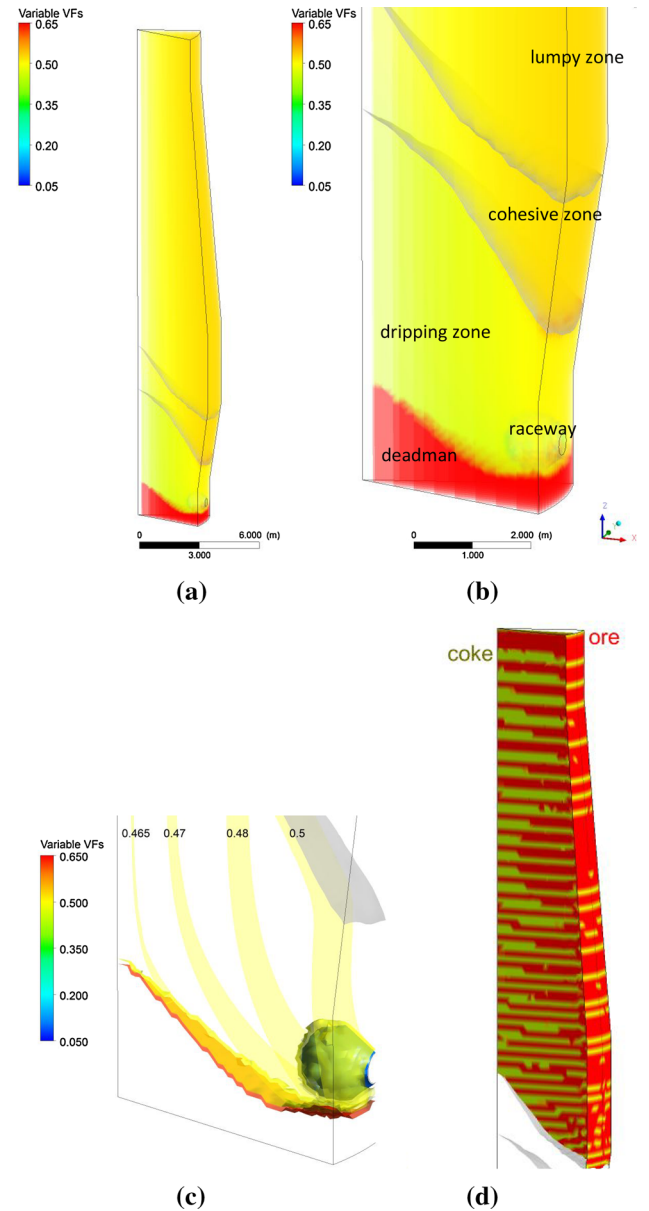 Variable VFs
0.65
0.50
0.35
0.20
0.05
0
6.000 (m)
3.000
(a)
Variable VFs
0.65
0.50
0.35
0.20
0.05
lumpy zone
cohesive zone
dripping zone
raceway
deadman
0
2.000 (m)
1.000
Z
Y
X
(b)
Variable VFs
0.650
0.500
0.350
0.200
0.050
0.465 0.47 0.48 0.5
(c)
coke
ore
(d)